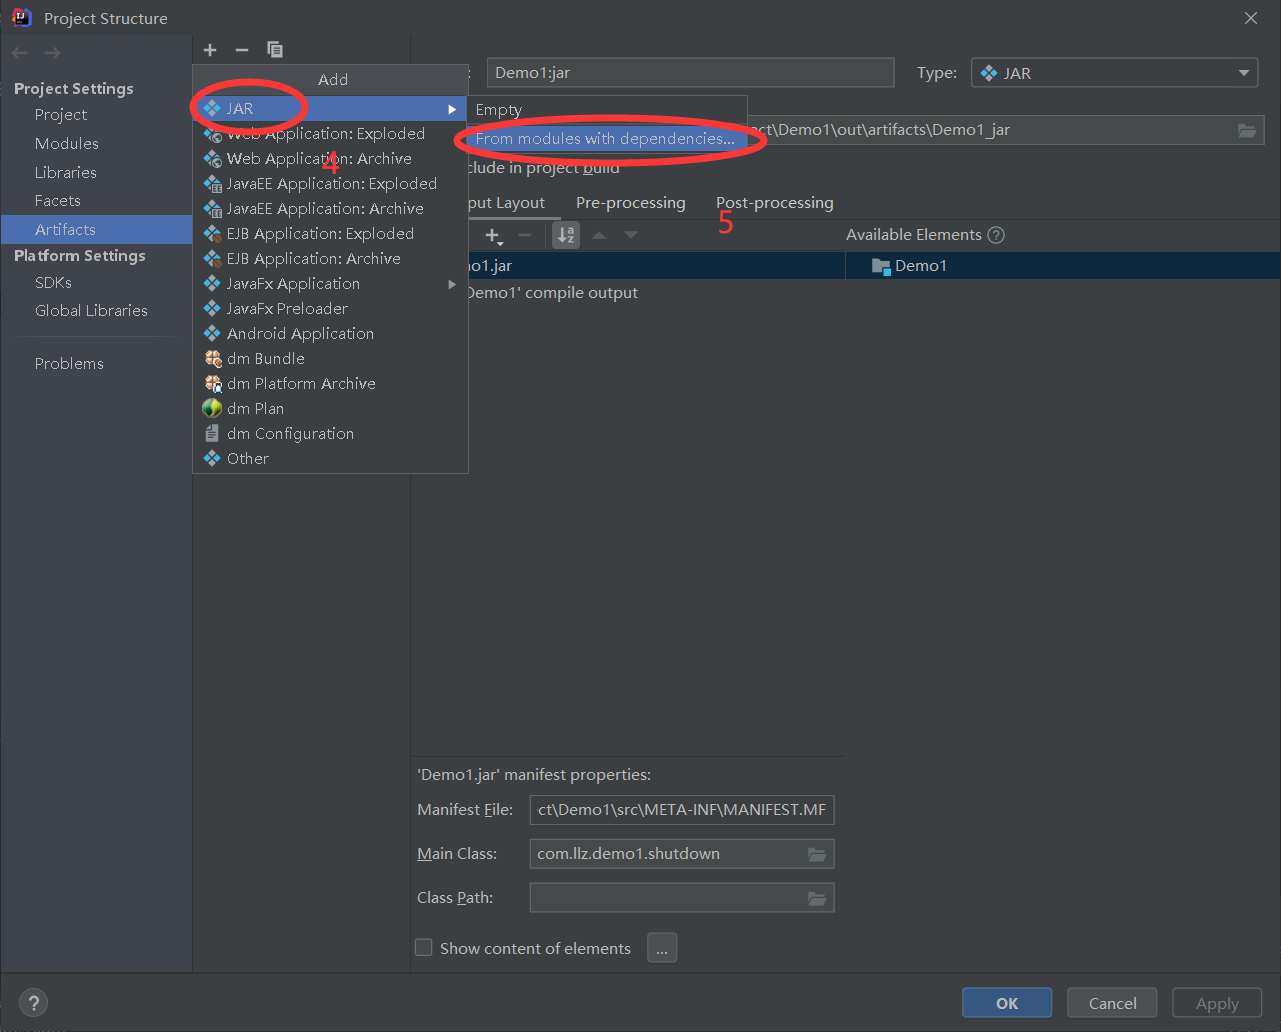 Project Structure
Project Settings
Project
Modules
Libraries
Facets
Artifacts
Platform Settings
SDKs
Global Libraries
Problems
Add
JAR
Web Application: Exploded
Web Application: Archive
4
JavaEE Application: Exploded
JavaEE Application: Archive
EJB Application: Exploded
EJB Application: Archive
JavaFx Application
JavaFx Preloader
Android Application
dm Bundle
dm Platform Archive
dm Plan
dm Configuration
Other
Empty
From modules with dependencies...
5
Demo1:jar
Type: JAR
ct\Demo1\out\artifacts\Demo1_jar
clude in project build
put Layout Pre-processing Post-processing
Available Elements ?
o1.jar
Demo1
Demo1' compile output
'Demo1.jar' manifest properties:
Manifest File: ct\Demo1\src\META-INF\MANIFEST.MF
Main Class: com.llz.demo1.shutdown
Class Path:
Show content of elements ...
? OK Cancel Apply